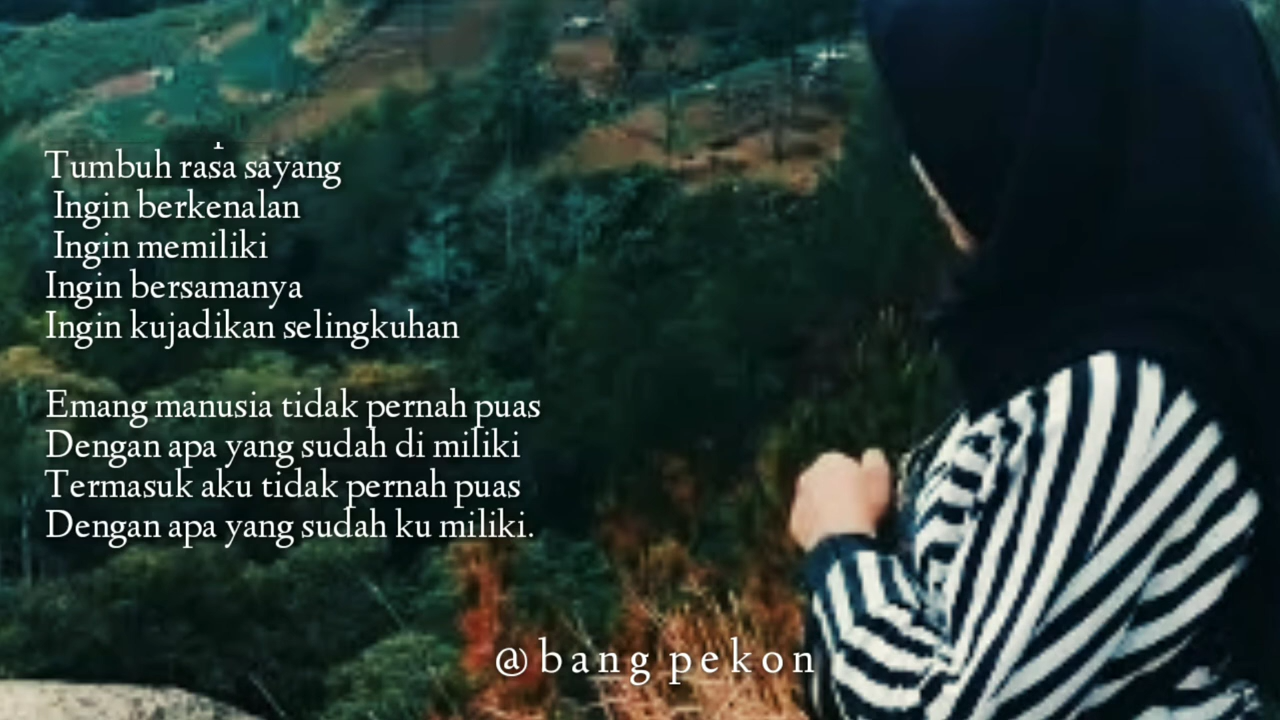 Tumbuh rasa sayang
Ingin berkenalan
Ingin memiliki
Ingin bersamanya
Ingin kujadikan selingkuhan
Emang manusia tidak pernah puas
Dengan apa yang sudah di miliki
Termasuk aku tidak pernah puas
Dengan apa yang sudah ku miliki.
@bang pekon